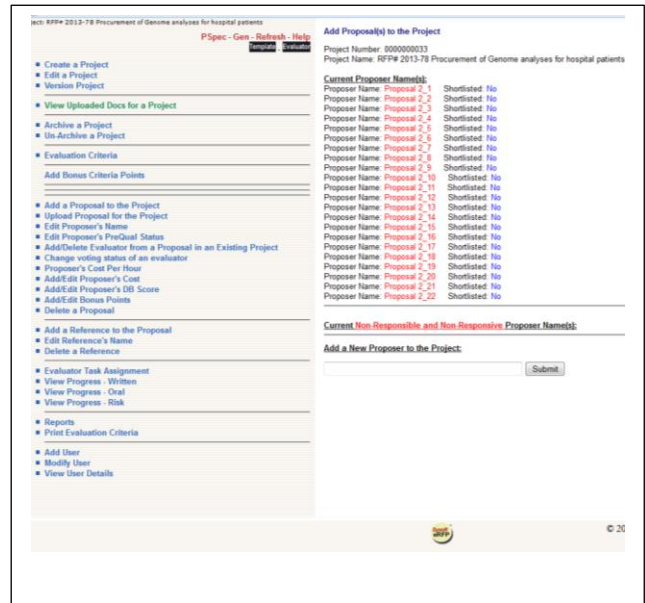 ject: RFP# 2013-78 Procurement of Genome analyses for hospital patients
PSpec - Gen - Refresh - Help
Template - Evaluator
Create a Project
Edit a Project
Version Project
View Uploaded Docs for a Project
Archive a Project
Un-Archive a Project
Evaluation Criteria
Add Bonus Criteria Points
Add a Proposal to the Project
Upload Proposal for the Project
Edit Proposer's Name
Edit Proposer's PreQual Status
Add/Delete Evaluator from a Proposal in an Existing Project
Change voting status of an evaluator
Proposer's Cost Per Hour
Add/Edit Proposer's Cost
Add/Edit Proposer's DB Score
Add/Edit Bonus Points
Delete a Proposal
Add a Reference to the Proposal
Edit Reference's Name
Delete a Reference
Evaluator Task Assignment
View Progress - Written
View Progress - Oral
View Progress - Risk
Reports
Print Evaluation Criteria
Add User
Modify User
View User Details
Add Proposal(s) to the Project
Project Number: 0000000033
Project Name: RFP# 2013-78 Procurement of Genome analyses for hospital patients
Current Proposer Name(s):
Proposer Name: Proposal 2_1 Shortlisted: No
Proposer Name: Proposal 2_2 Shortlisted: No
Proposer Name: Proposal 2_3 Shortlisted: No
Proposer Name: Proposal 2_4 Shortlisted: No
Proposer Name: Proposal 2_5 Shortlisted: No
Proposer Name: Proposal 2_6 Shortlisted: No
Proposer Name: Proposal 2_7 Shortlisted: No
Proposer Name: Proposal 2_8 Shortlisted: No
Proposer Name: Proposal 2_9 Shortlisted: No
Proposer Name: Proposal 2_10 Shortlisted: No
Proposer Name: Proposal 2_11 Shortlisted: No
Proposer Name: Proposal 2_12 Shortlisted: No
Proposer Name: Proposal 2_13 Shortlisted: No
Proposer Name: Proposal 2_14 Shortlisted: No
Proposer Name: Proposal 2_15 Shortlisted: No
Proposer Name: Proposal 2_16 Shortlisted: No
Proposer Name: Proposal 2_17 Shortlisted: No
Proposer Name: Proposal 2_18 Shortlisted: No
Proposer Name: Proposal 2_19 Shortlisted: No
Proposer Name: Proposal 2_20 Shortlisted: No
Proposer Name: Proposal 2_21 Shortlisted: No
Proposer Name: Proposal 2_22 Shortlisted: No
Current Non-Responsible and Non-Responsive Proposer Name(s):
Add a New Proposer to the Project:
Submit
© 20